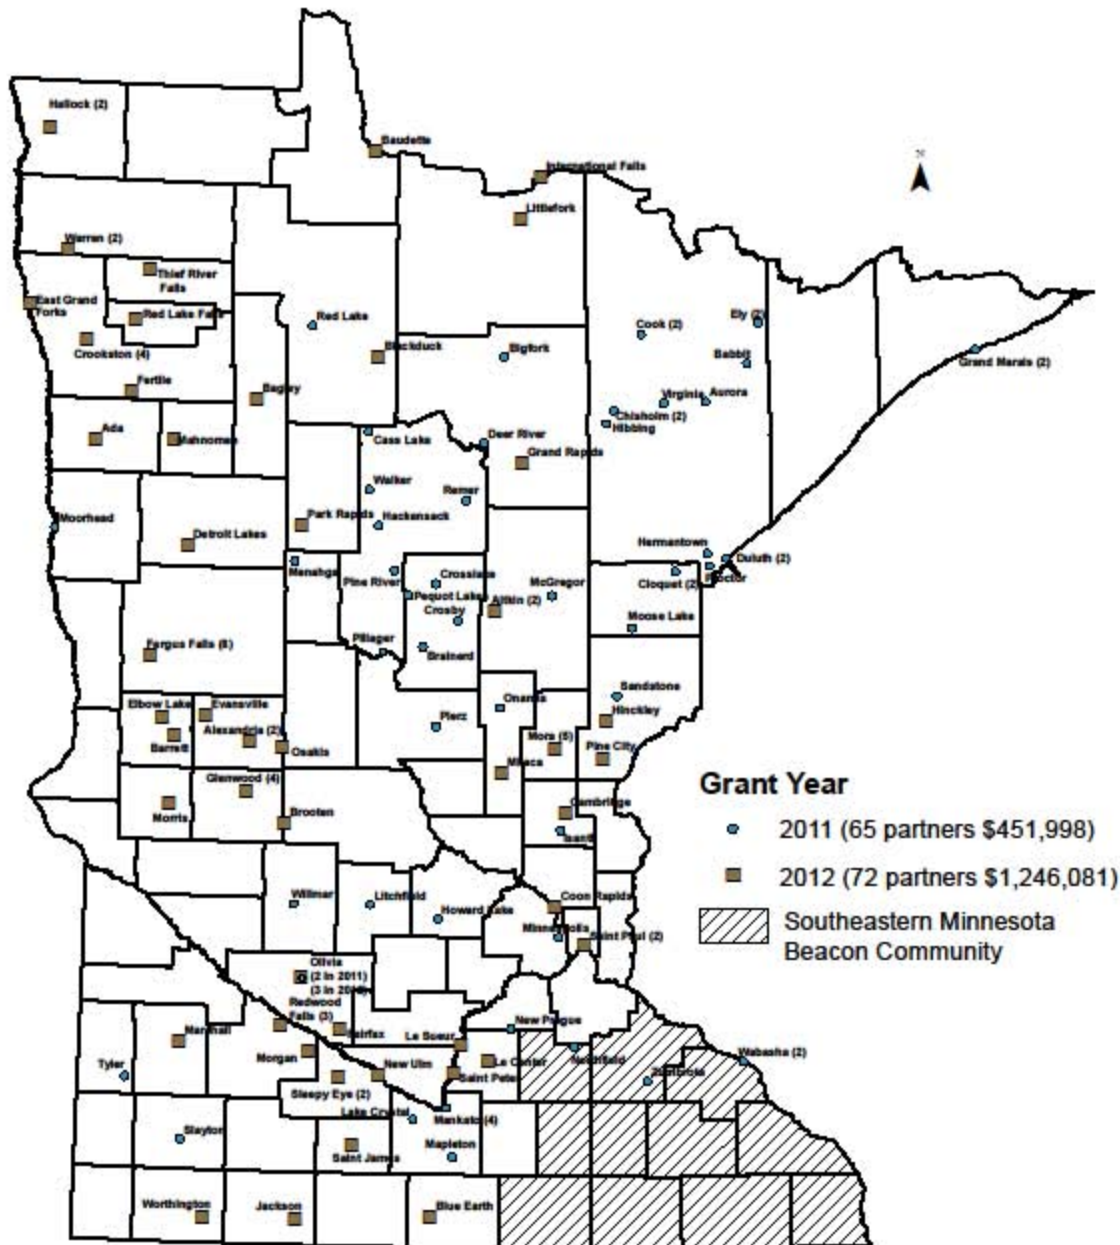 Hallock (2)
Baudette
International Falls
Littlefork
Warren (2)
Thief River
Falls
East Grand
Forks
Red Lake Falls
Red Lake
Cook (2)
Ely (2)
Crookston (4)
Blackduck
Bigfork
Babbit
Grand Marais (2)
Fertile
Bagley
Virginia
Aurora
Chisholm (2)
Hibbing
Ada
Mahnomen
Cass Lake
Deer River
Grand Rapids
Walker
Remer
Moorhead
Park Rapids
Hackensack
Detroit Lakes
Hermantown
Duluth (2)
Menahga
Pine River
Crosslake
McGregor
Cloquet (2)
Proctor
Pequot Lakes
Aitkin (2)
Crosby
Moose Lake
Fergus Falls (8)
Pillager
Brainerd
Sandstone
Elbow Lake
Evansville
Onamia
Hinckley
Alexandria (2)
Pierz
Barrett
Osakis
Mora (5)
Pine City
Milaca
Glenwood (4)
Morris
Brooten
Cambridge
Isanti
Grant Year
2011 (65 partners $451,998)
2012 (72 partners $1,246,081)
Southeastern Minnesota
Beacon Community
Willmar
Litchfield
Howard Lake
Coon Rapids
Minneapolis
Saint Paul (2)
Olivia
(2 in 2011)
(3 in 2012)
Redwood
Falls (3)
Fairfax
Le Sueur
New Prague
Marshall
Morgan
New Ulm
Le Center
Northfield
Wabasha (2)
Tyler
Saint Peter
Zumbrota
Sleepy Eye (2)
Lake Crystal
Mankato (4)
Slayton
Saint James
Mapleton
Worthington
Jackson
Blue Earth